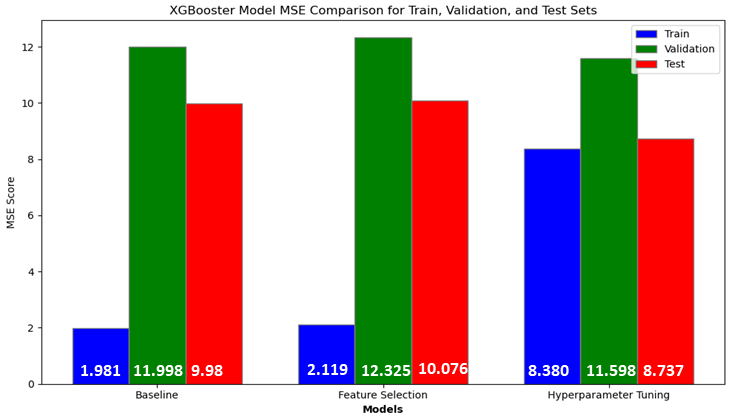 XGBooster Model MSE Comparison for Train, Validation, and Test Sets
Train
Validation
Test
MSE Score
12
10
8
6
4
2
0
1.981 11.998 9.98
2.119 12.325 10.076
8.380 11.598 8.737
Baseline
Feature Selection
Hyperparameter Tuning
Models